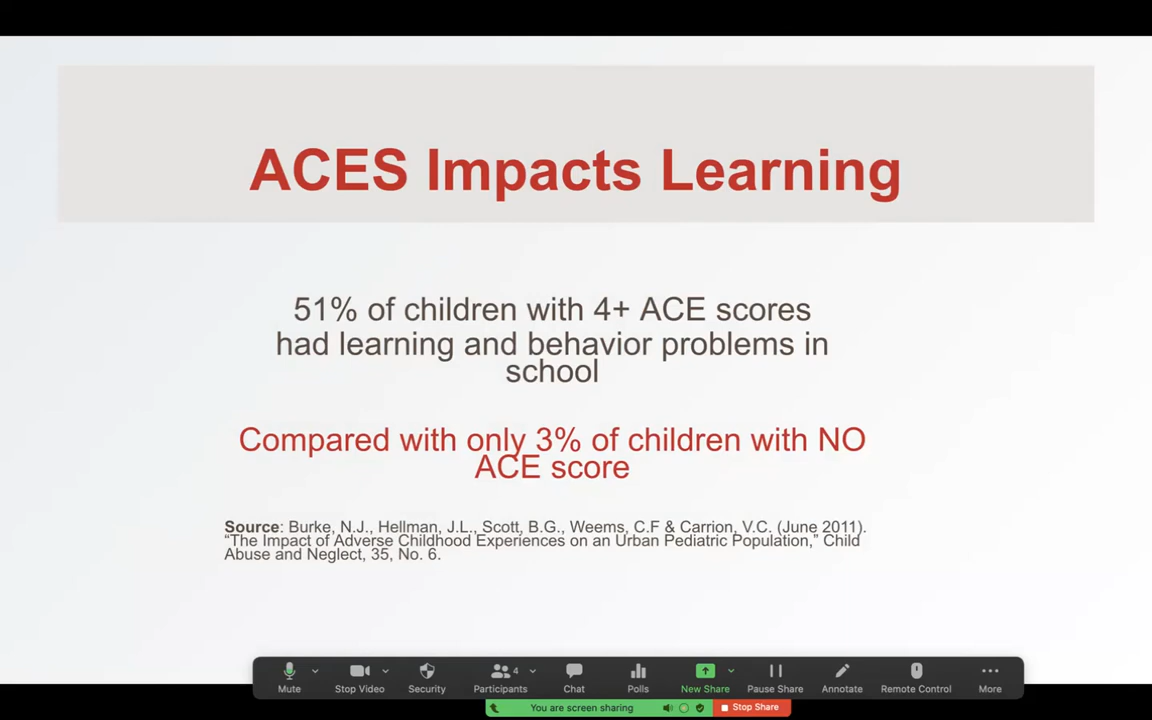 ACES Impacts Learning
51% of children with 4+ ACE scores
had learning and behavior problems in
school
Compared with only 3% of children with NO
ACE score
Source: Burke, N.J., Hellman, J.L., Scott, B.G., Weems, C.F & Carrion, V.C. (June 2011).
“The Impact of Adverse Childhood Experiences on an Urban Pediatric Population,” Child
Abuse and Neglect, 35, No. 6.
4
Mute Stop Video Security Participants Chat Polls New Share Pause Share Annotate Remote Control More
You are screen sharing Stop Share